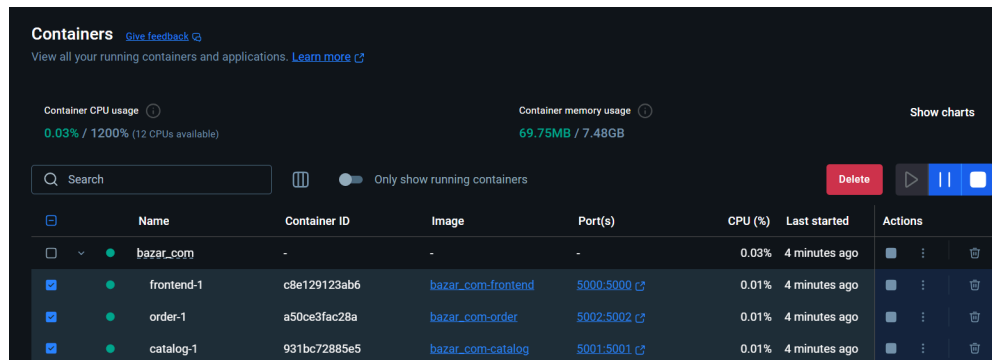 Containers Give feedback
View all your running containers and applications. Learn more
Container CPU usage Container memory usage Show charts
0.03% / 1200% (12 CPUs available) 69.75MB / 7.48GB
Search Only show running containers Delete
Name Container ID Image Port(s) CPU (%) Last started Actions
bazar_com - - - 0.03% 4 minutes ago
frontend-1 c8e129123ab6 bazar_com-frontend 5000:5000 0.01% 4 minutes ago
order-1 a50ce3fac28a bazar_com-order 5002:5002 0.01% 4 minutes ago
catalog-1 931bc72885e5 bazar_com-catalog 5001:5001 0.01% 4 minutes ago